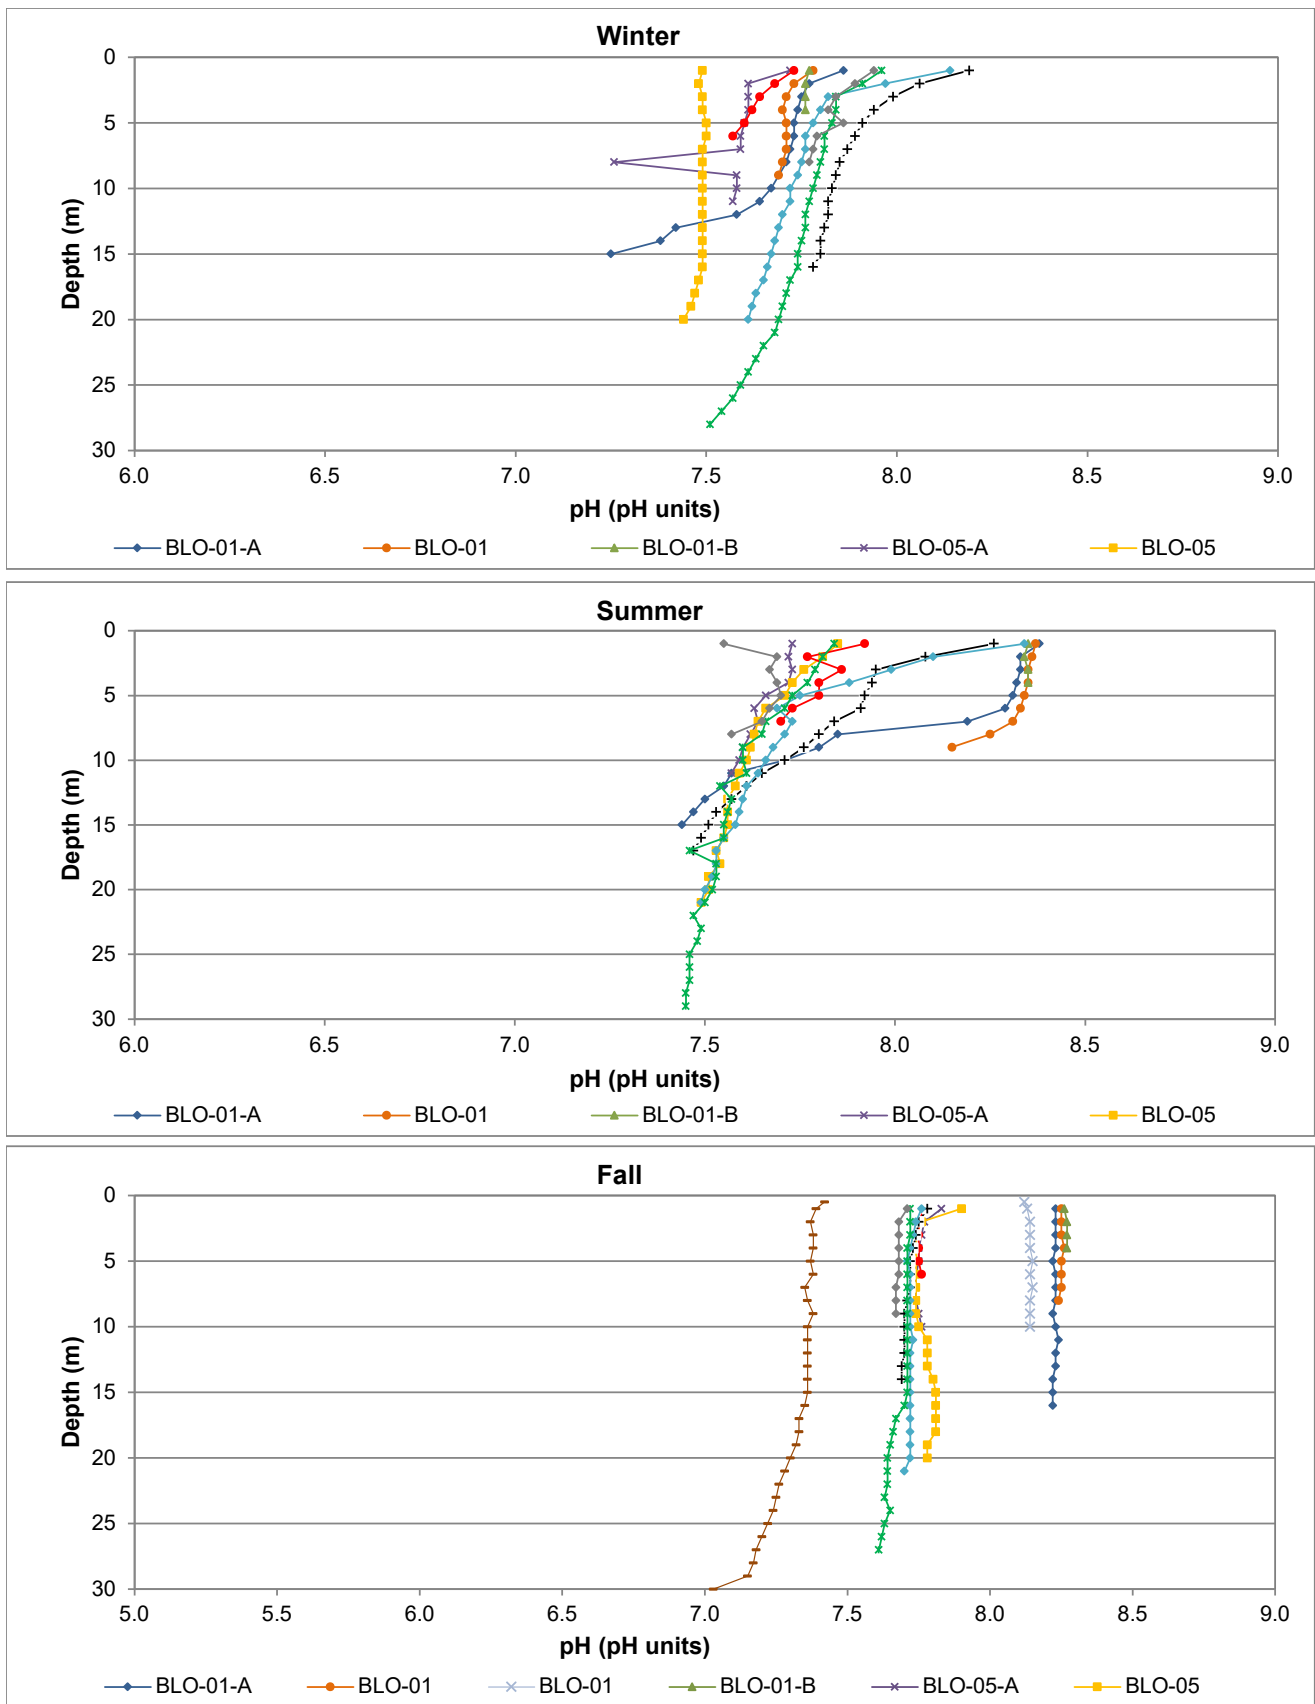 Winter
0
5
10
15
20
25
30
Depth (m)
6.0 6.5 7.0 7.5 8.0 8.5 9.0
pH (pH units)
BLO-01-A BLO-01 BLO-01-B BLO-05-A BLO-05
Summer
0
5
10
15
20
25
30
Depth (m)
6.0 6.5 7.0 7.5 8.0 8.5 9.0
pH (pH units)
BLO-01-A BLO-01 BLO-01-B BLO-05-A BLO-05
Fall
0
5
10
15
20
25
30
Depth (m)
5.0 5.5 6.0 6.5 7.0 7.5 8.0 8.5 9.0
pH (pH units)
BLO-01-A BLO-01 BLO-01 BLO-01-B BLO-05-A BLO-05